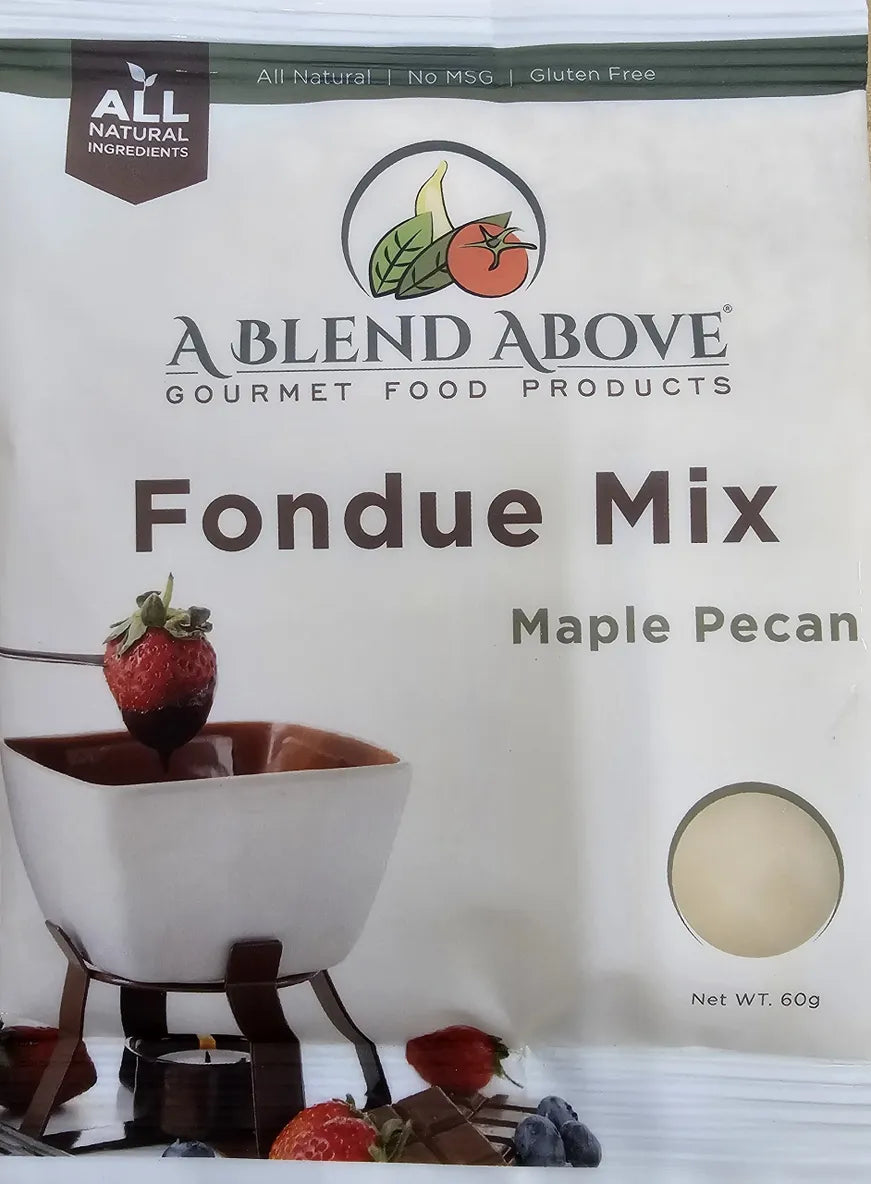 All Natural | No MSG | Gluten Free
ALL
NATURAL
INGREDIENTS
A BLEND ABOVE®
GOURMET FOOD PRODUCTS
Fondue Mix
Maple Pecan
Net WT. 60g